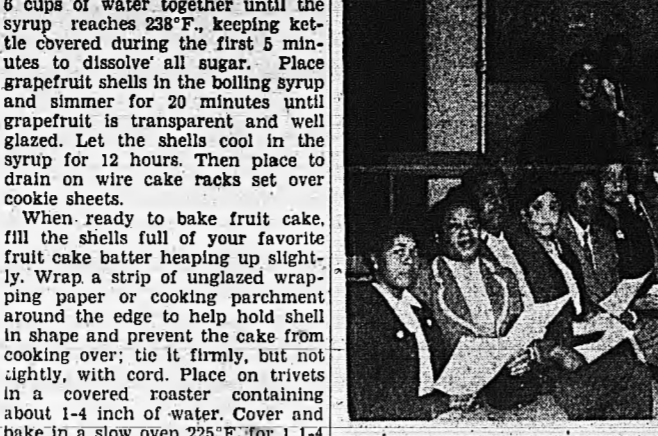 6 cups of water together until the
syrup reaches 238°F., keeping ket-
tle covered during the first 5 min-
utes to dissolve all sugar. Place
grapefruit shells in the boiling syrup
and simmer for 20 minutes until
grapefruit is transparent and well
glazed. Let the shells cool in the
syrup for 12 hours. Then place to
drain on wire cake racks set over
cookie sheets.
When ready to bake fruit cake,
fill the shells full of your favorite
fruit cake batter heaping up slight-
ly. Wrap a strip of unglazed wrap-
ping paper or cooking parchment
around the edge to help hold shell
in shape and prevent the cake from
cooking over; tie it firmly, but not
tightly, with cord. Place on trivets
in a covered roaster containing
about 1-4 inch of water. Cover and
bake in a slow oven 225°F. for 1 1-4